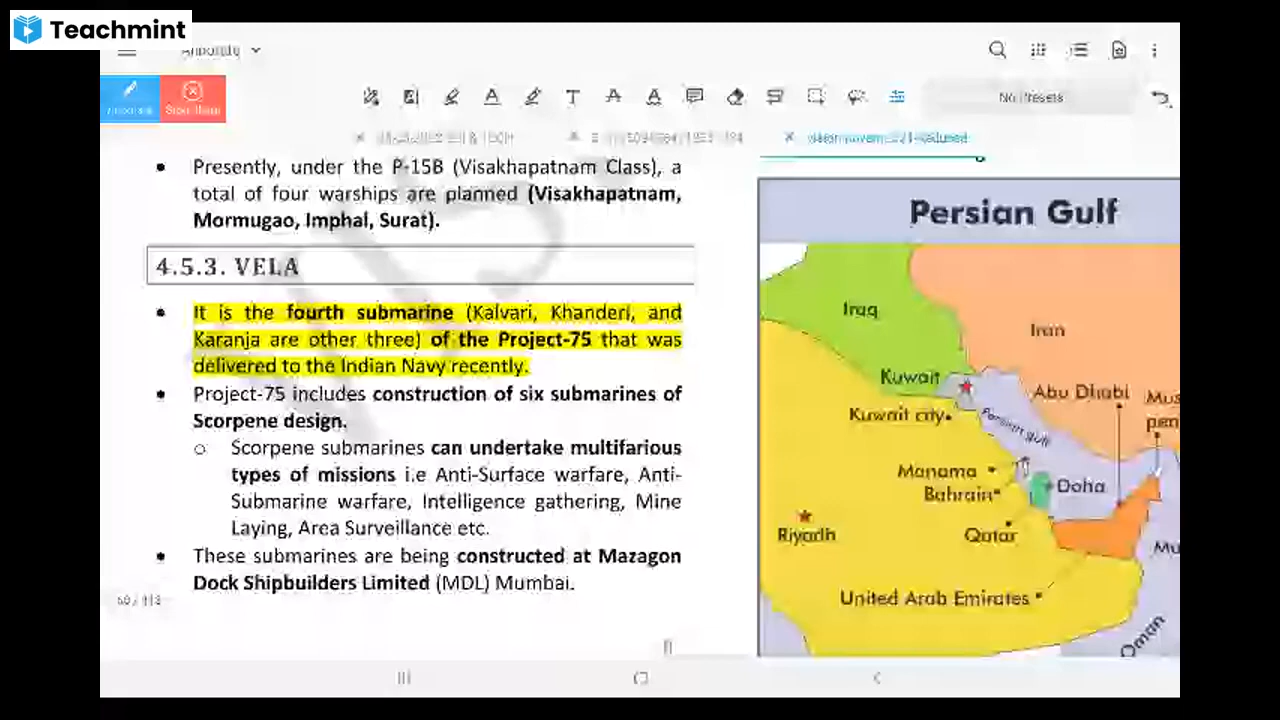 Teachmint
Annotate
No Presets
Presently, under the P-15B (Visakhapatnam Class), a
total of four warships are planned (Visakhapatnam,
Mormugao, Imphal, Surat).
4.5.3. VELA
It is the fourth submarine (Kalvari, Khanderi, and
Karanja are other three) of the Project-75 that was
delivered to the Indian Navy recently.
Project-75 includes construction of six submarines of
Scorpene design.
Scorpene submarines can undertake multifarious
types of missions i.e Anti-Surface warfare, Anti-
Submarine warfare, Intelligence gathering, Mine
Laying, Area Surveillance etc.
These submarines are being constructed at Mazagon
Dock Shipbuilders Limited (MDL) Mumbai.
Persian Gulf
Iraq
Iran
Kuwait
Abu Dhabi
Mus
pen
Kuwait city
Persian gulf
Manama
Doha
Bahrain
Riyadh
Qatar
Mu
United Arab Emirates
Oman